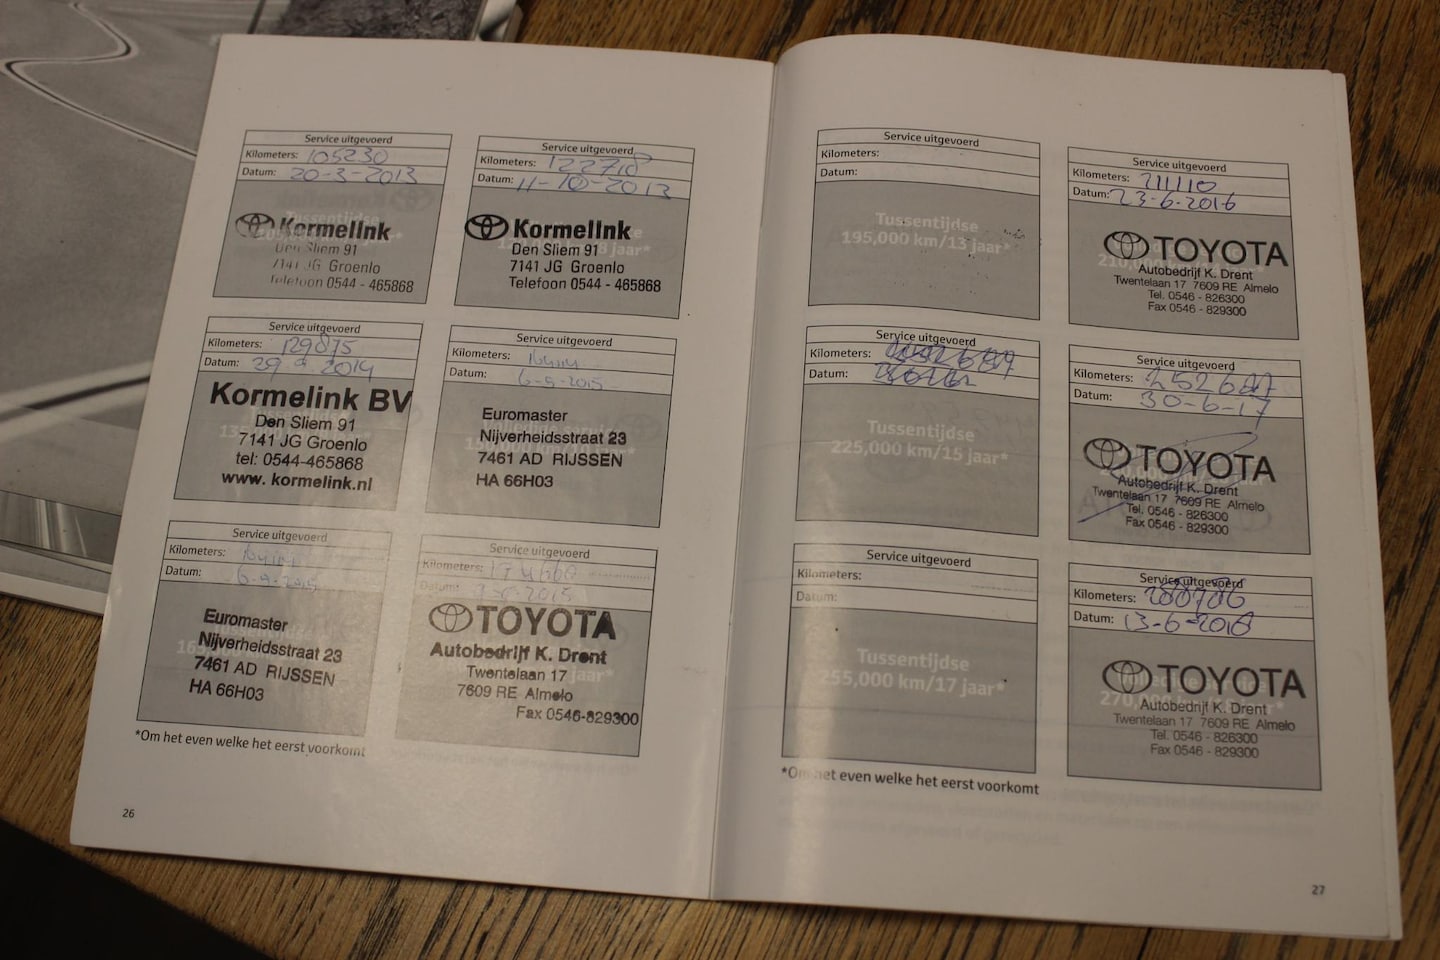 Service uitgevoerd
Kilometers: 105230
Datum: 20-3-2013
Tussentijdse
Kormelink
Den Sliem 91
7141 JG Groenlo
Telefoon 0544 - 465868
Service uitgevoerd
Kilometers: 122718
Datum: 11-10-2013
Kormelink
Den Sliem 91
7141 JG Groenlo
Telefoon 0544 - 465868
Service uitgevoerd
Kilometers: 129875
Datum: 29-9-2014
Kormelink BV
Den Sliem 91
7141 JG Groenlo
tel: 0544-465868
www.kormelink.nl
Service uitgevoerd
Kilometers:
Datum: 6-9-2015
Euromaster
Nijverheidsstraat 23
7461 AD RIJSSEN
HA 66H03
Service uitgevoerd
Kilometers:
Datum: 6-9-2015
Euromaster
Nijverheidsstraat 23
7461 AD RIJSSEN
HA 66H03
Service uitgevoerd
Kilometers:
Datum:
TOYOTA
Autobedrijf K. Drent
Twentelaan 17
7609 RE Almelo
Fax 0546-829300
*Om het even welke het eerst voorkomt
26
Service uitgevoerd
Kilometers:
Datum:
Tussentijdse
195,000 km/13 jaar*
Service uitgevoerd
Kilometers: 211110
Datum: 23-6-2016
TOYOTA
Autobedrijf K. Drent
Twentelaan 17 7609 RE Almelo
Tel. 0546 - 826300
Fax 0546 - 829300
Service uitgevoerd
Kilometers:
Datum:
Tussentijdse
225,000 km/15 jaar*
Service uitgevoerd
Kilometers: 252687
Datum: 30-6-17
TOYOTA
Autobedrijf K. Drent
Twentelaan 17 7609 RE Almelo
Tel. 0546 - 826300
Fax 0546 - 829300
Service uitgevoerd
Kilometers:
Datum:
Tussentijdse
255,000 km/17 jaar*
Service uitgevoerd
Kilometers:
Datum: 13-6-2018
TOYOTA
Autobedrijf K. Drent
Twentelaan 17 7609 RE Almelo
Tel. 0546 - 826300
Fax 0546 - 829300
*Om het even welke het eerst voorkomt
27